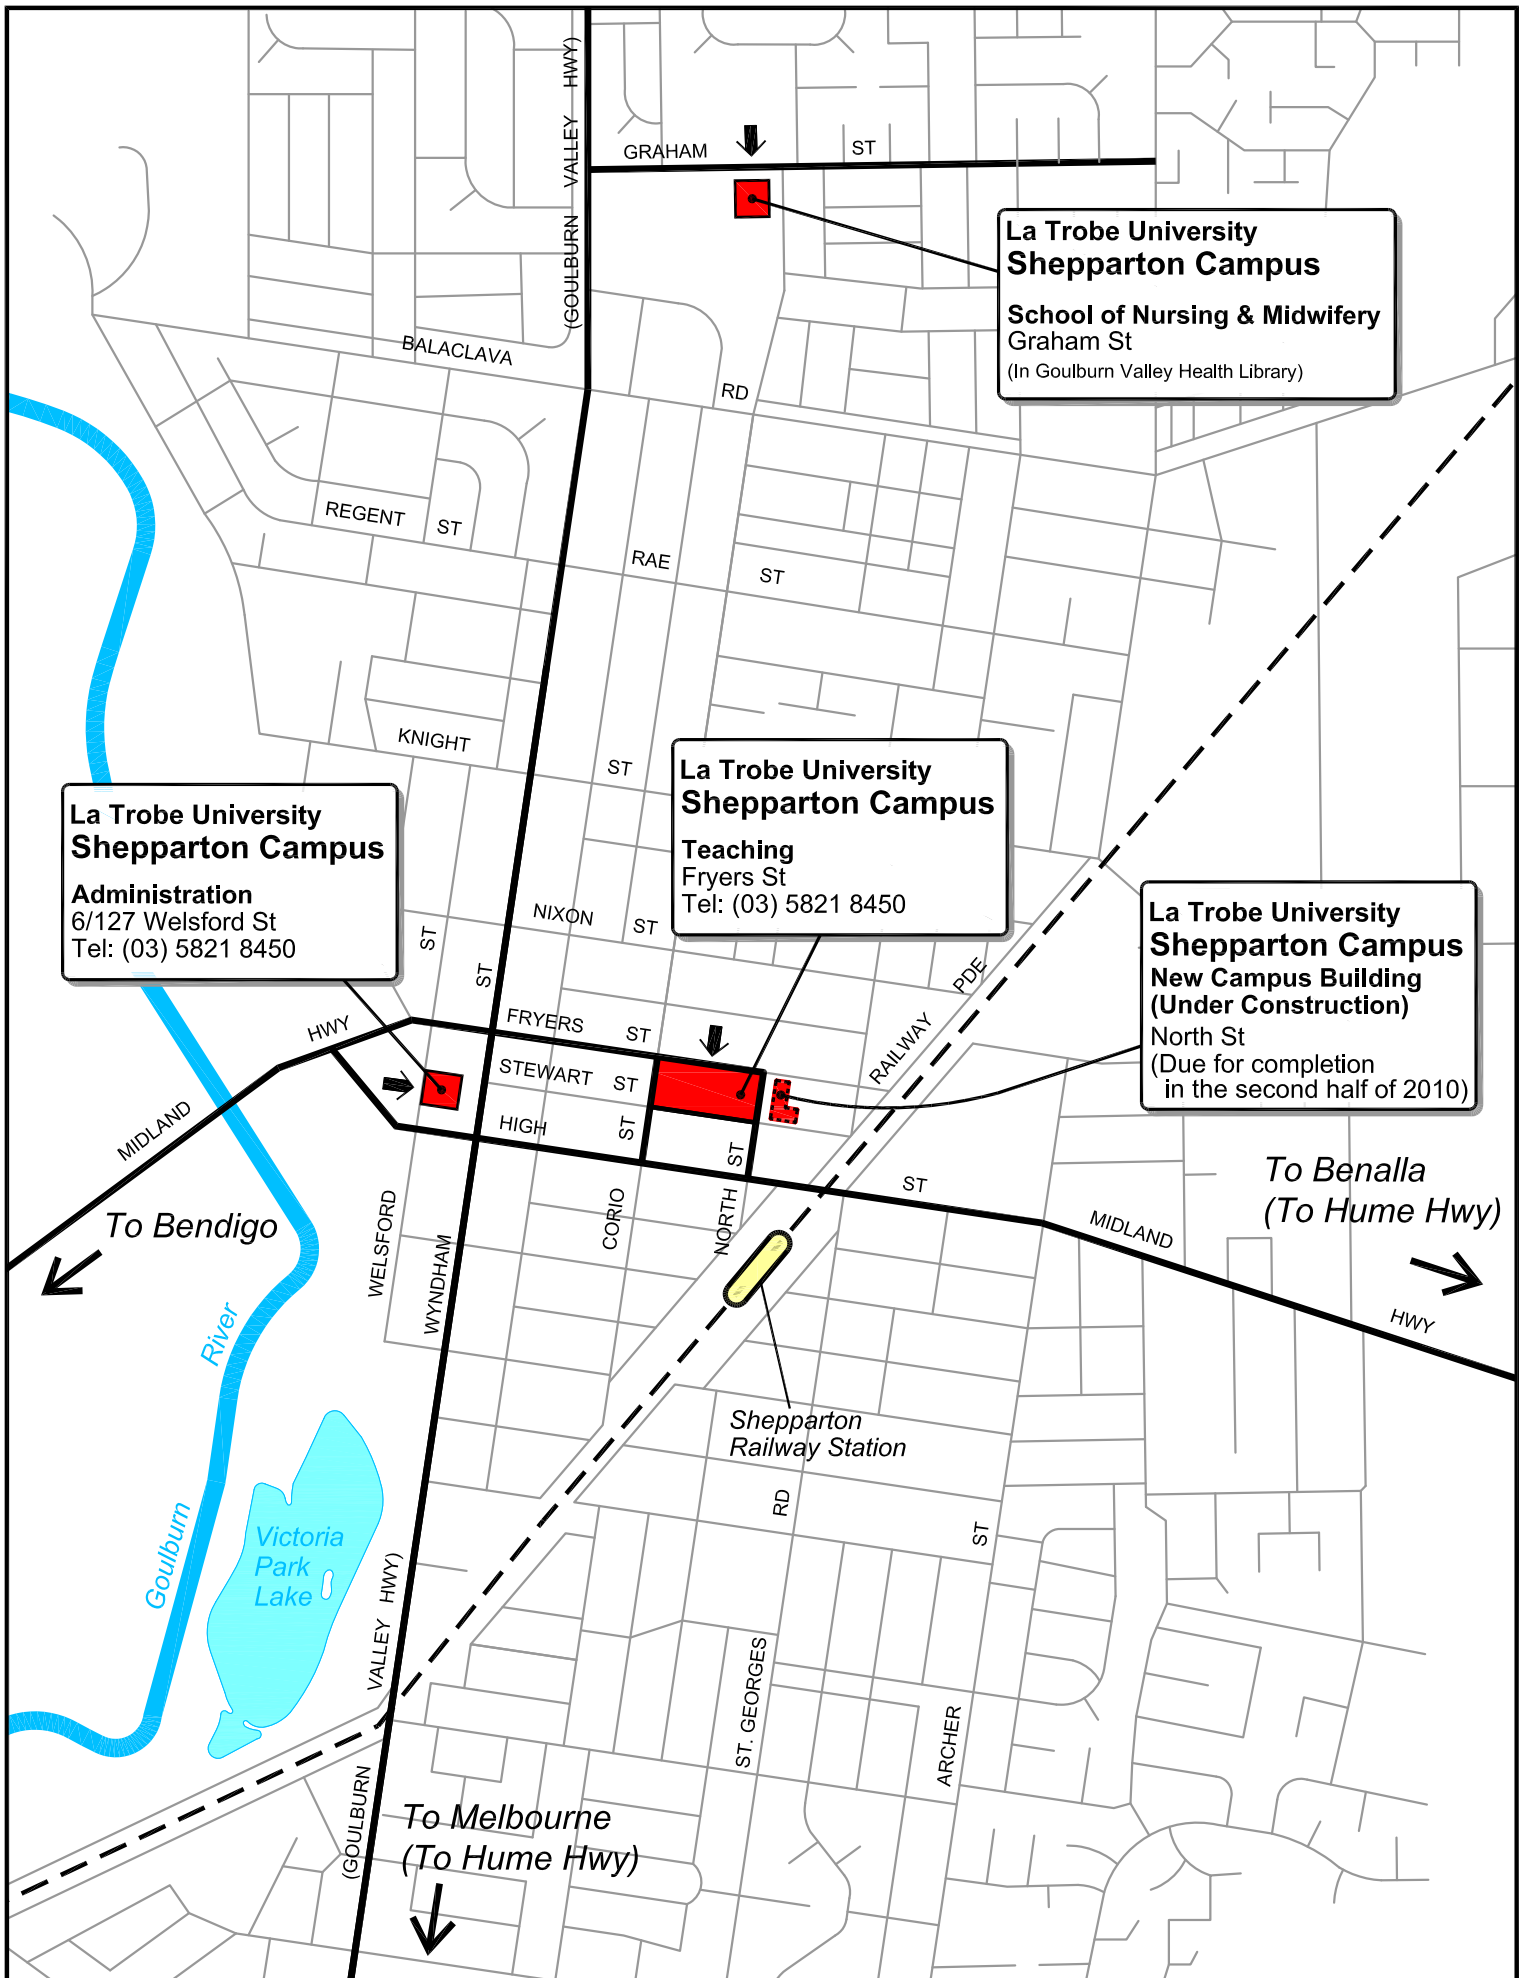 (GOULBURN VALLEY HWY)
GRAHAM ST
La Trobe University
Shepparton Campus
School of Nursing & Midwifery
Graham St
(In Goulburn Valley Health Library)
BALACLAVA RD
REGENT ST
RAE ST
KNIGHT ST
La Trobe University
Shepparton Campus
Teaching
Fryers St
Tel: (03) 5821 8450
La Trobe University
Shepparton Campus
Administration
6/127 Welsford St
Tel: (03) 5821 8450
La Trobe University
Shepparton Campus
New Campus Building
(Under Construction)
North St
(Due for completion
in the second half of 2010)
NIXON ST
ST
ST
RAILWAY PDE
FRYERS ST
MIDLAND HWY
STEWART ST
HIGH ST
ST
ST
WELSFORD
WYNDHAM
CORIO
NORTH
MIDLAND HWY
To Bendigo
To Benalla
(To Hume Hwy)
Shepparton
Railway Station
Goulburn River
Victoria
Park
Lake
RD
ST
ST. GEORGES
ARCHER
(GOULBURN VALLEY HWY)
To Melbourne
(To Hume Hwy)